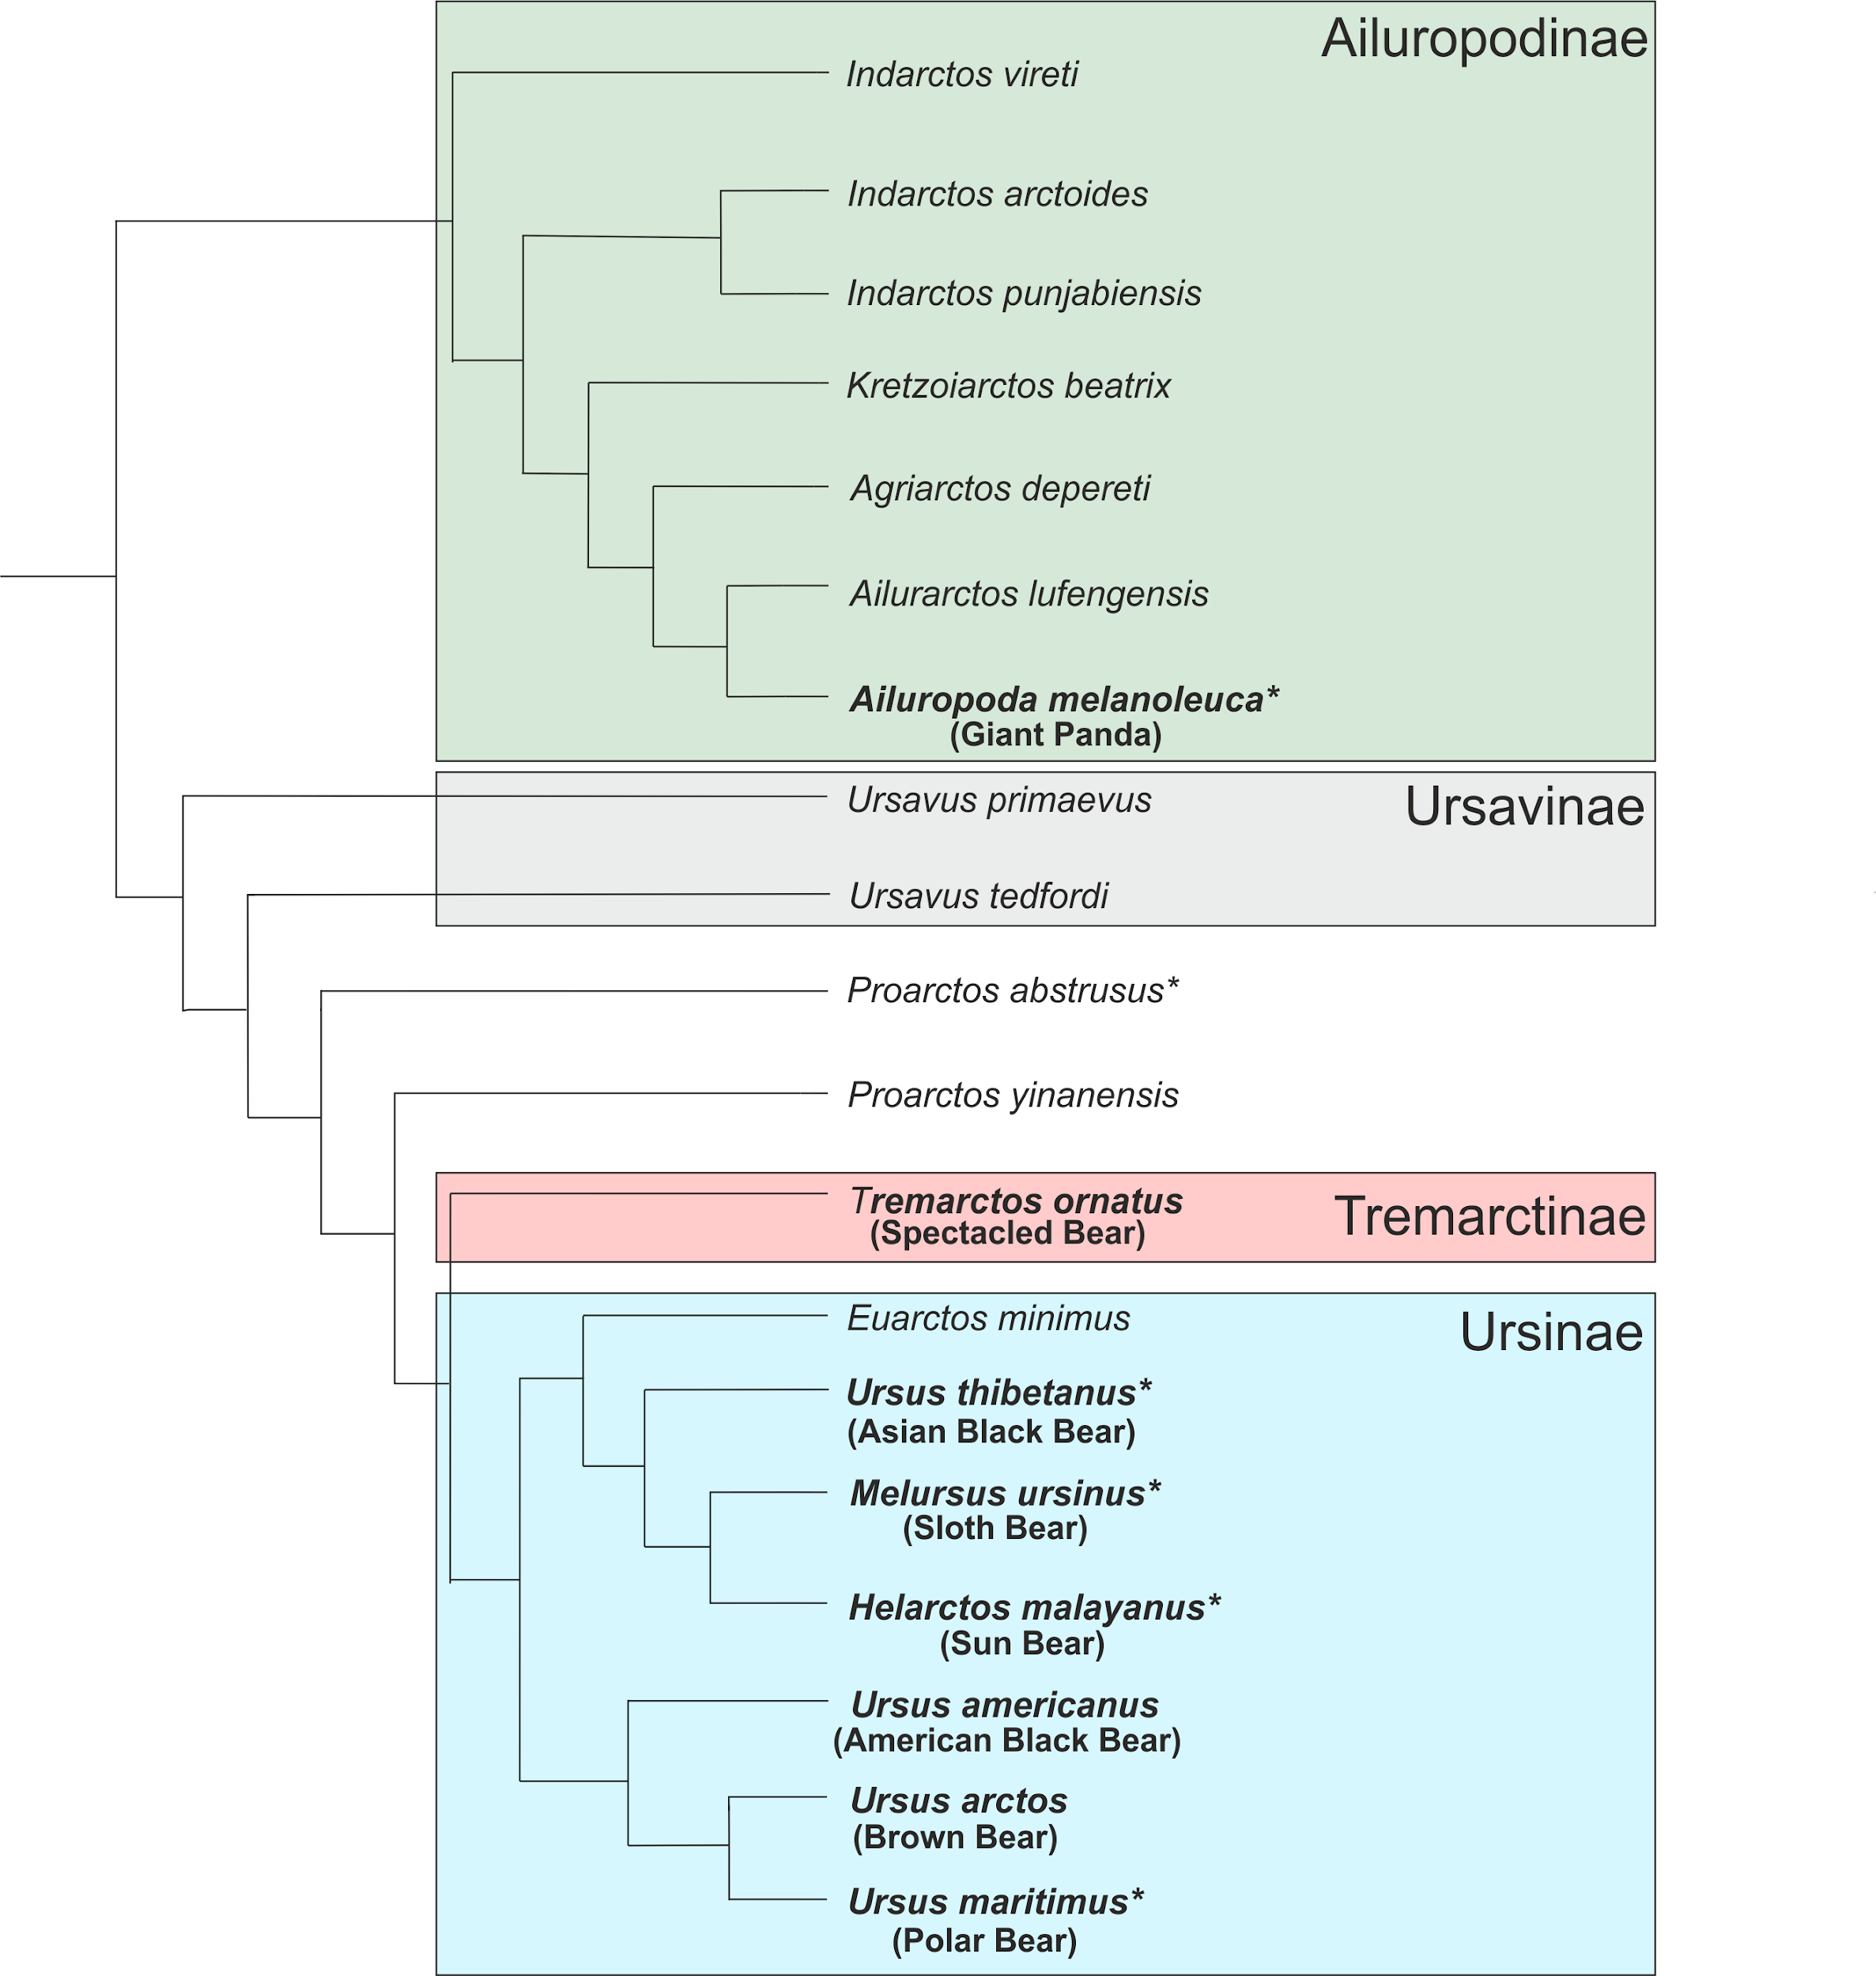 Ailuropodinae
Indarctos vireti
Indarctos arctoides
Indarctos punjabiensis
Kretzoiarctos beatrix
Agriarctos depereti
Ailurarctos lufengensis
Ailuropoda melanoleuca*
(Giant Panda)
Ursavus primaevus
Ursavinae
Ursavus tedfordi
Proarctos abstrusus*
Proarctos yinanensis
Tremarctos ornatus
(Spectacled Bear)
Tremarctinae
Euarctos minimus
Ursinae
Ursus thibetanus*
(Asian Black Bear)
Melursus ursinus*
(Sloth Bear)
Helarctos malayanus*
(Sun Bear)
Ursus americanus
(American Black Bear)
Ursus arctos
(Brown Bear)
Ursus maritimus*
(Polar Bear)